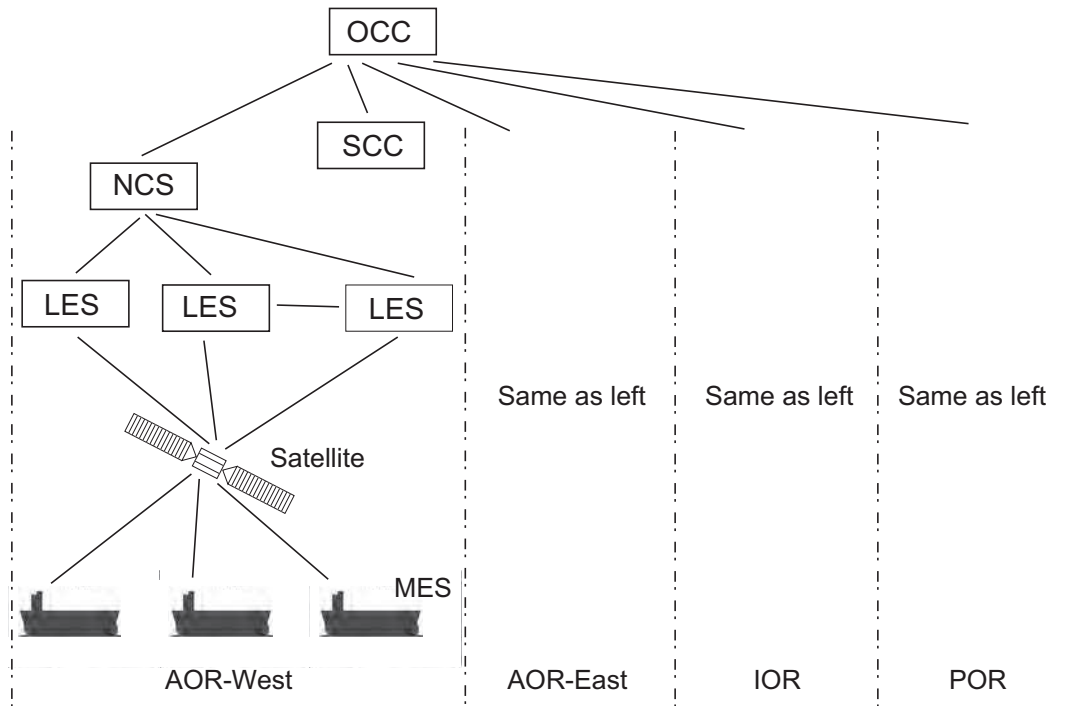 OCC
SCC
NCS
LES LES LES
Same as left Same as left Same as left
Satellite
MES
AOR-West AOR-East IOR POR